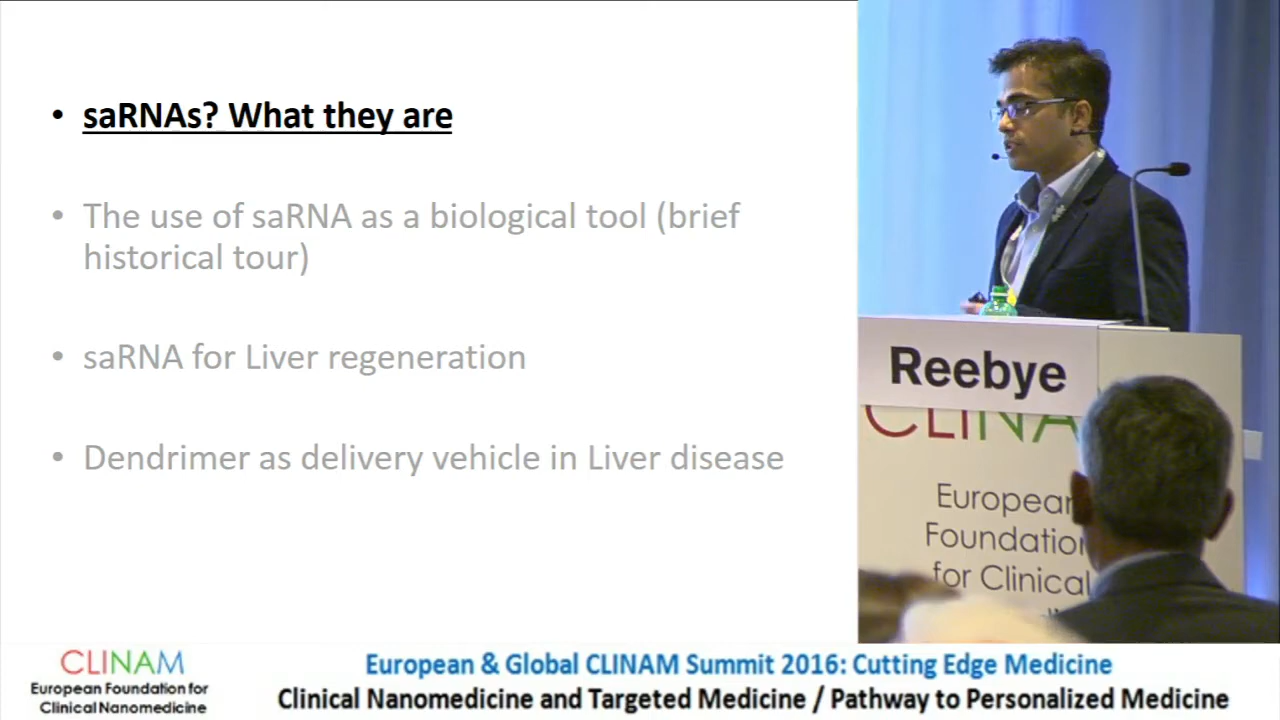 • saRNAs? What they are
• The use of saRNA as a biological tool (brief
historical tour)
• saRNA for Liver regeneration
• Dendrimer as delivery vehicle in Liver disease
Reebye
CLINA
European
Foundation
for Clinical
CLINAM
European Foundation for
Clinical Nanomedicine
European & Global CLINAM Summit 2016: Cutting Edge Medicine
Clinical Nanomedicine and Targeted Medicine / Pathway to Personalized Medicine